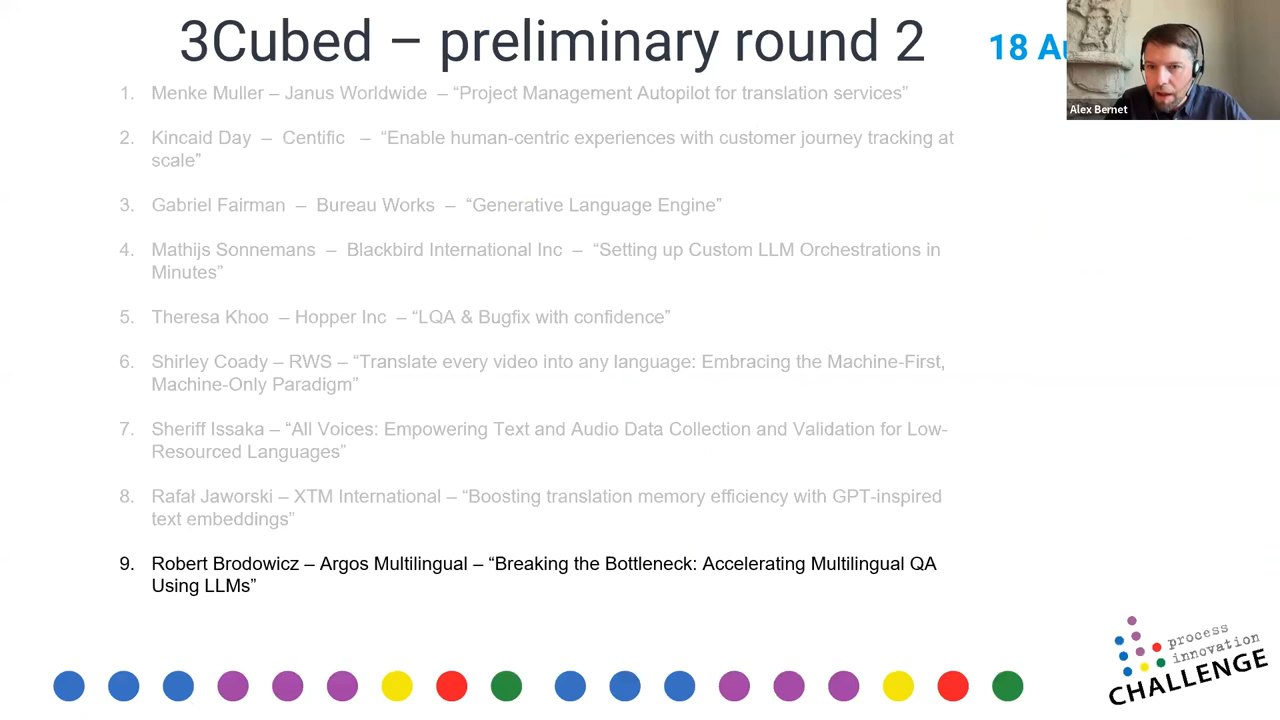 3Cubed – preliminary round 2
18
Alex Bernet
1. Menke Muller – Janus Worldwide – “Project Management Autopilot for translation services”
2. Kincaid Day – Centific – “Enable human-centric experiences with customer journey tracking at
scale”
3. Gabriel Fairman – Bureau Works – “Generative Language Engine”
4. Mathijs Sonnemans – Blackbird International Inc – “Setting up Custom LLM Orchestrations in
Minutes”
5. Theresa Khoo – Hopper Inc – “LQA & Bugfix with confidence”
6. Shirley Coady – RWS – “Translate every video into any language: Embracing the Machine-First,
Machine-Only Paradigm”
7. Sheriff Issaka – “All Voices: Empowering Text and Audio Data Collection and Validation for Low-
Resourced Languages”
8. Rafał Jaworski – XTM International – “Boosting translation memory efficiency with GPT-inspired
text embeddings”
9. Robert Brodowicz – Argos Multilingual – “Breaking the Bottleneck: Accelerating Multilingual QA
Using LLMs”
process
innovation
CHALLENGE